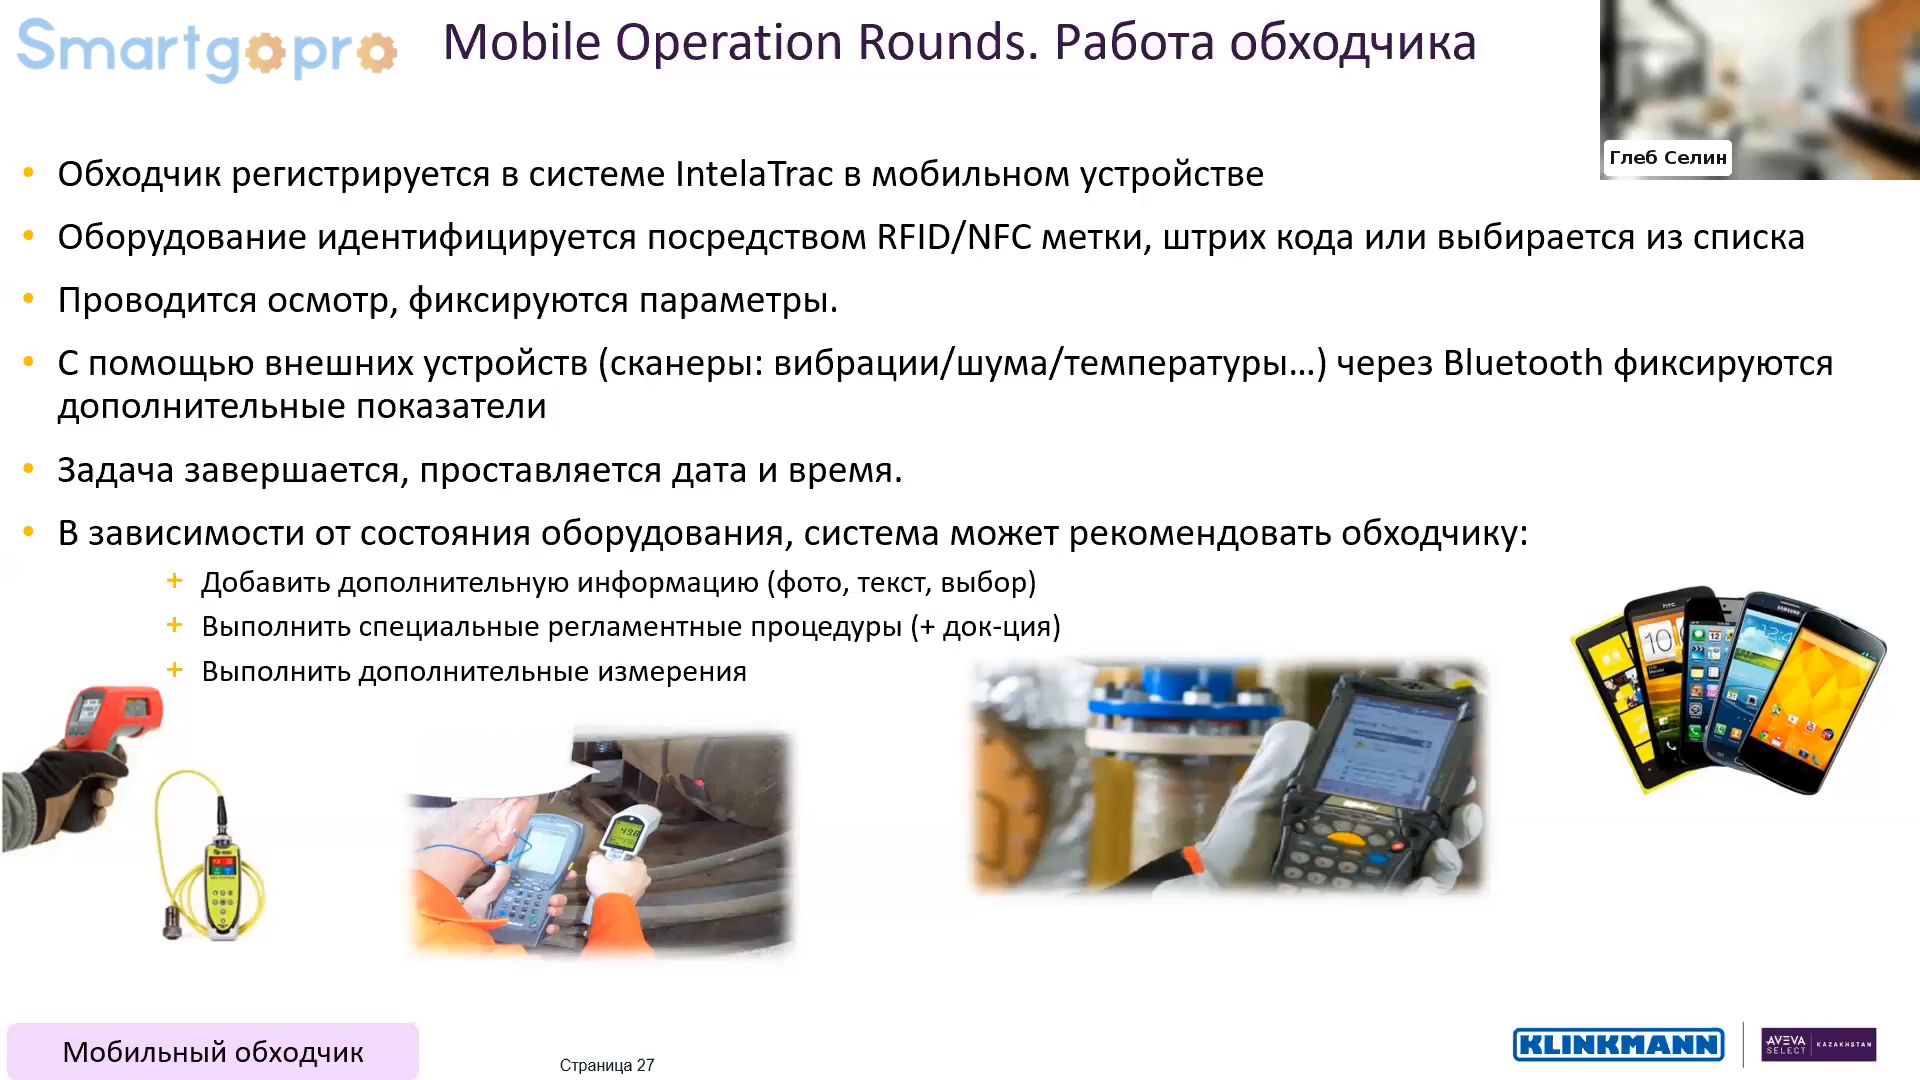 Smartgopro
Mobile Operation Rounds. Работа обходчика
Глеб Селин
• Обходчик регистрируется в системе IntelaTrac в мобильном устройстве
• Оборудование идентифицируется посредством RFID/NFC метки, штрих кода или выбирается из списка
• Проводится осмотр, фиксируются параметры.
• С помощью внешних устройств (сканеры: вибрации/шума/температуры...) через Bluetooth фиксируются
дополнительные показатели
• Задача завершается, проставляется дата и время.
• В зависимости от состояния оборудования, система может рекомендовать обходчику:
+ Добавить дополнительную информацию (фото, текст, выбор)
+ Выполнить специальные регламентные процедуры (+ док-ция)
+ Выполнить дополнительные измерения
Мобильный обходчик
Страница 27
KLINKMANN
AVEVA
SELECT
KAZAKHSTAN